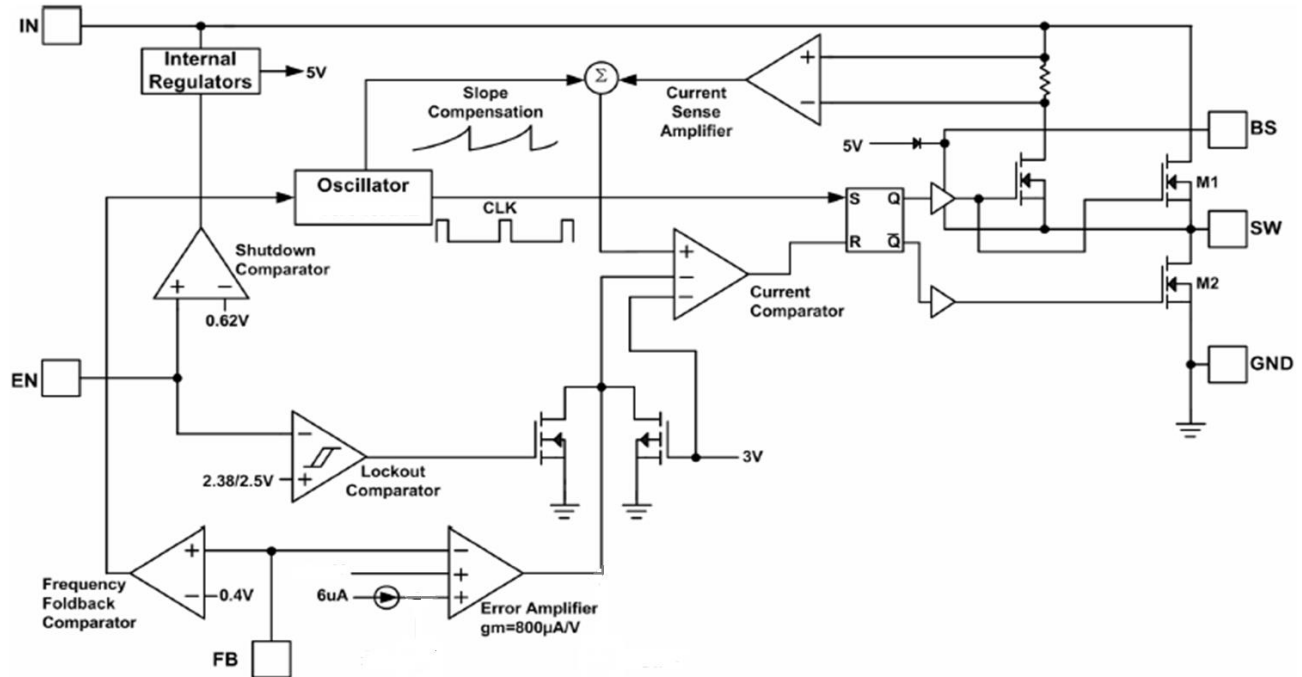 IN
Internal
Regulators
5V
Σ
+
−
Slope
Compensation
Current
Sense
Amplifier
BS
5V
Oscillator
M1
CLK
S Q
R Q̅
SW
Shutdown
Comparator
+ −
0.62V
+
−
−
Current
Comparator
M2
EN
GND
−
2.38/2.5V +
Lockout
Comparator
3V
Frequency
Foldback
Comparator
+
− 0.4V
−
+
6uA +
Error Amplifier
gm=800µA/V
FB